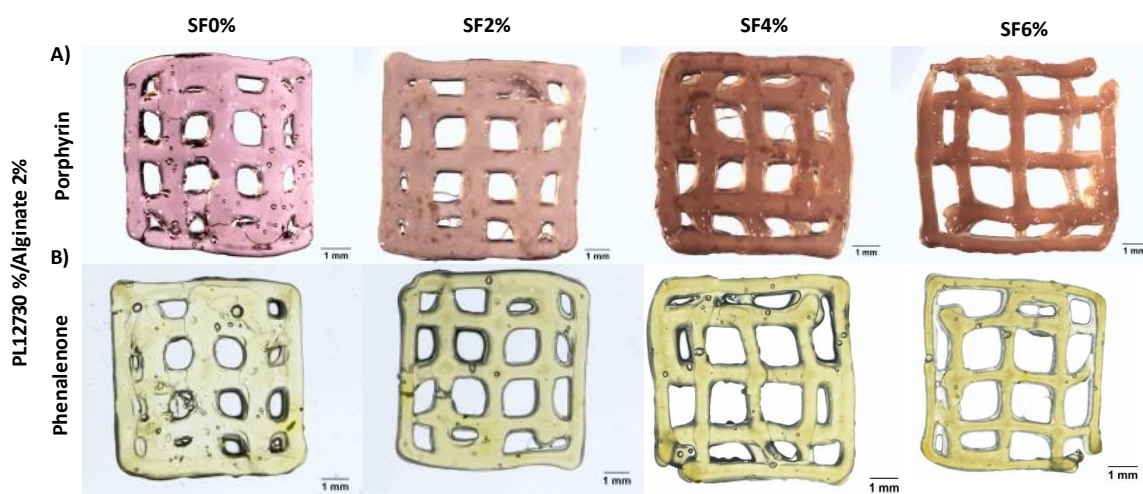 SF0% SF2% SF4% SF6%
A)
Porphyrin
1 mm 1 mm 1 mm 1 mm
PL12730 %/Alginate 2%
B)
Phenalenone
1 mm 1 mm 1 mm 1 mm